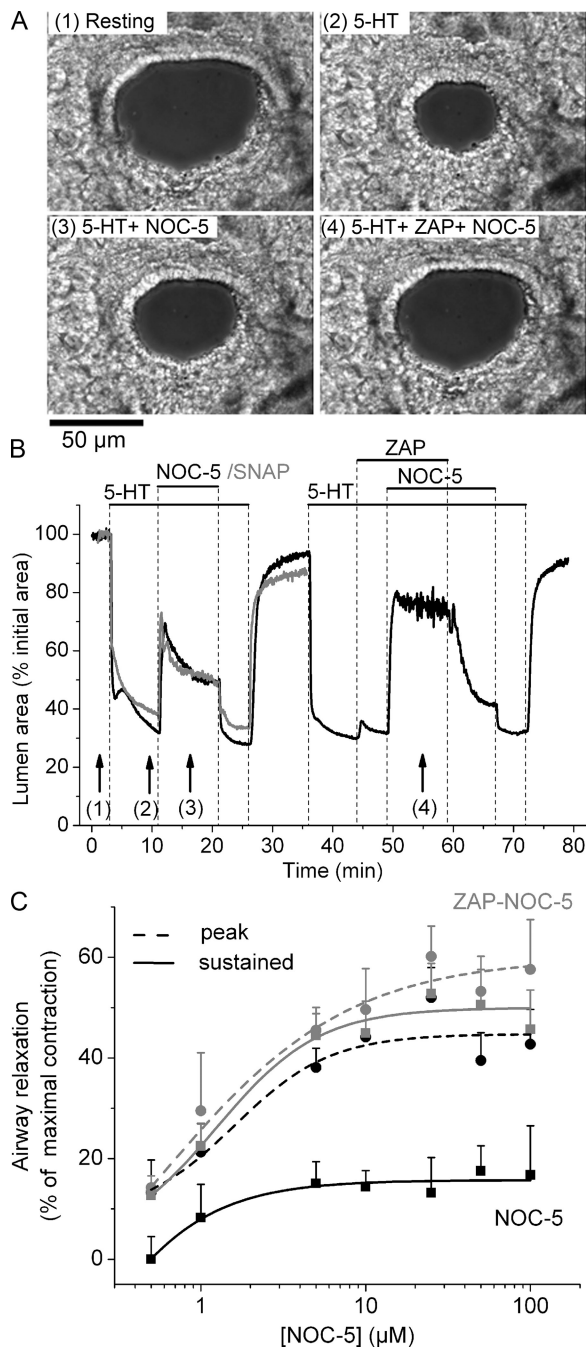 A
(1) Resting
(2) 5-HT
(3) 5-HT+ NOC-5
(4) 5-HT+ ZAP+ NOC-5
50 µm
B
ZAP
NOC-5 /SNAP
NOC-5
5-HT
5-HT
Lumen area (% initial area)
100
80
60
40
20
0
(1)
(2)
(3)
(4)
0 10 20 30 40 50 60 70 80
Time (min)
C
ZAP-NOC-5
peak
sustained
Airway relaxation
(% of maximal contraction)
60
40
20
0
NOC-5
1 10 100
[NOC-5] (µM)